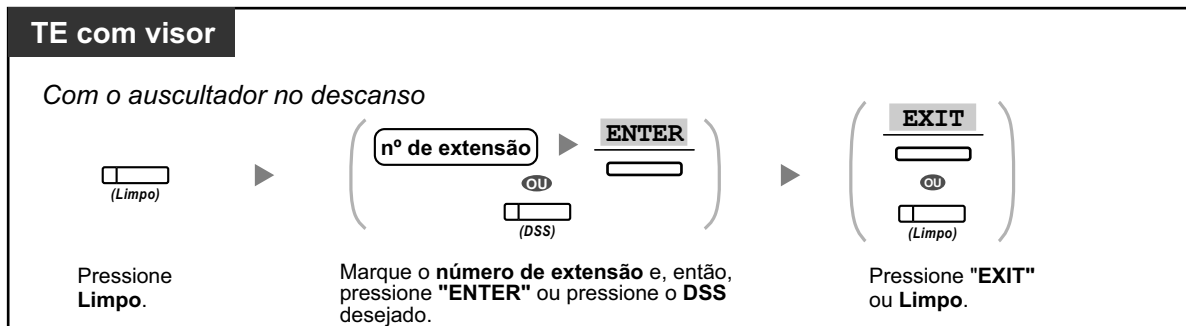 TE com visor
Com o auscultador no descanso
(Limpo)
nº de extensão
ENTER
OU
(DSS)
EXIT
OU
(Limpo)
Pressione
Limpo.
Marque o número de extensão e, então,
pressione "ENTER" ou pressione o DSS
desejado.
Pressione "EXIT"
ou Limpo.